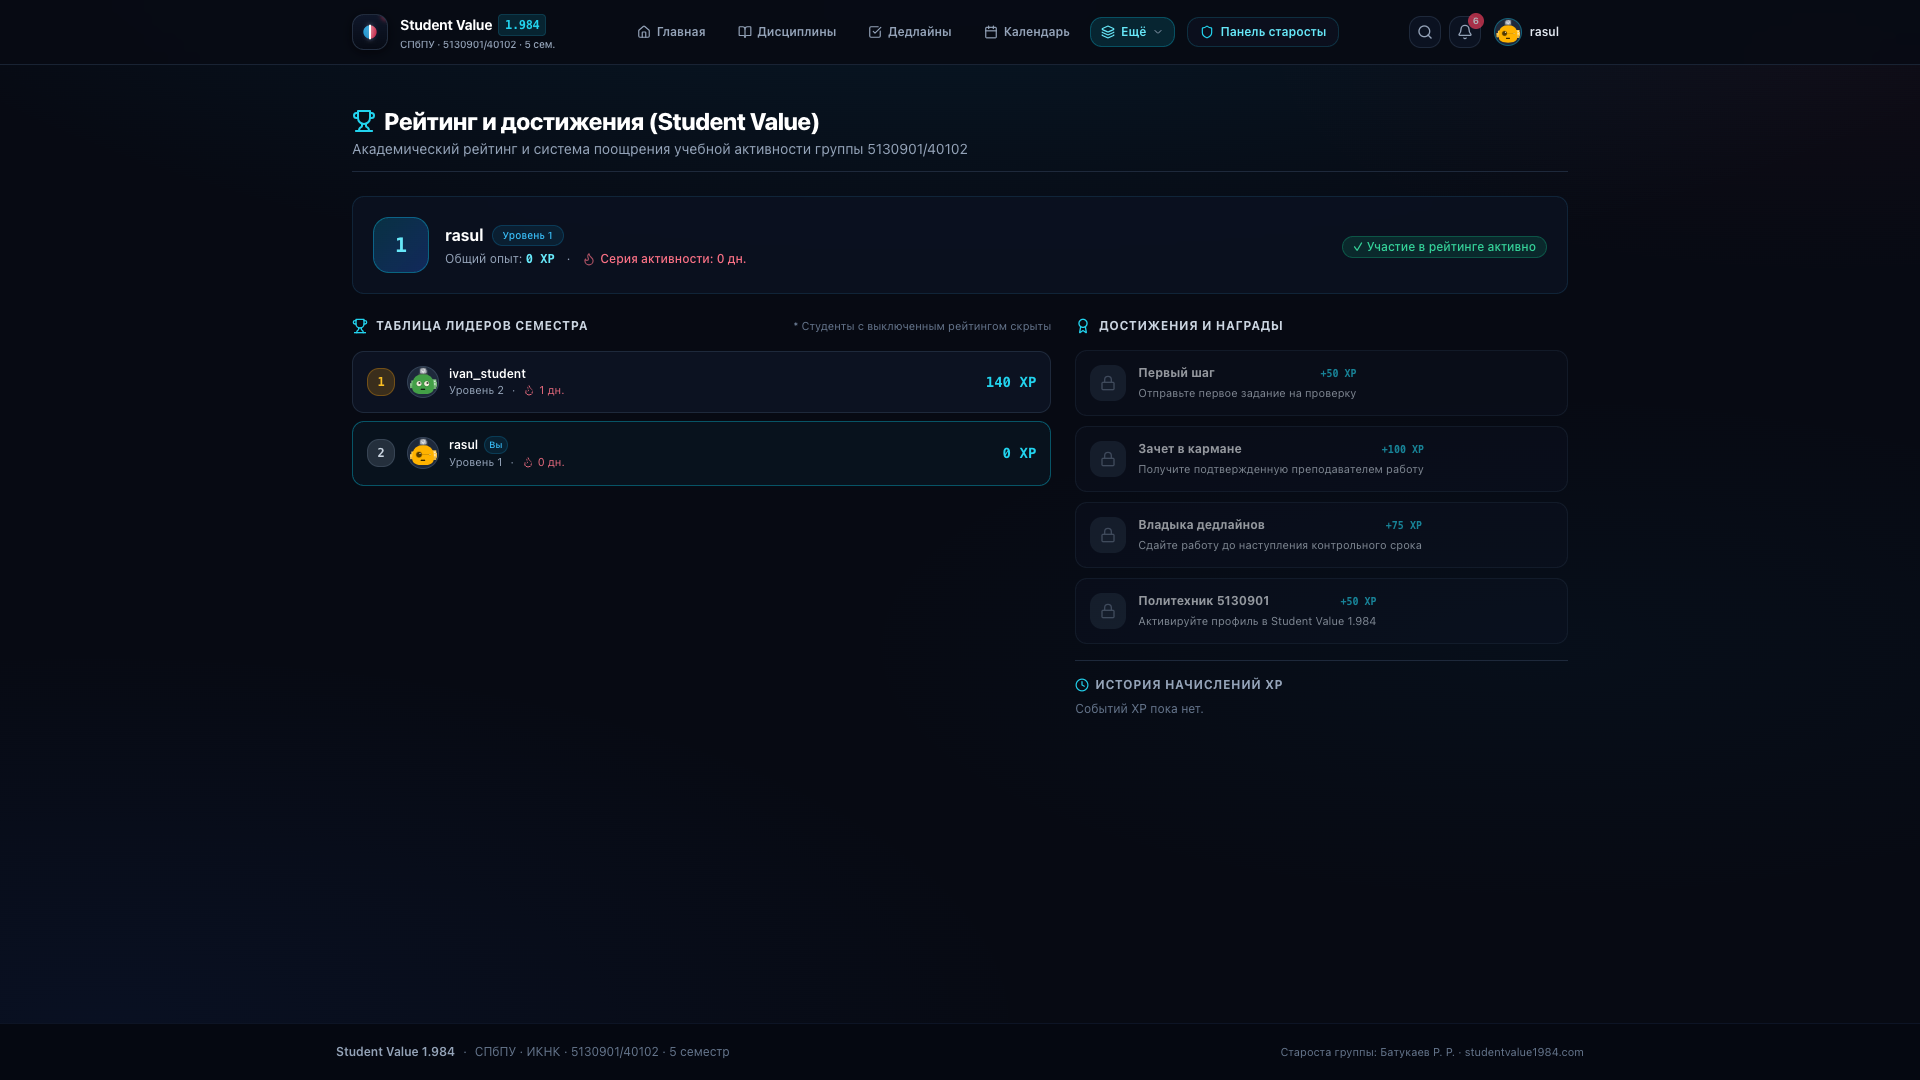 Student Value 1.984
СПбПУ · 5130901/40102 · 5 сем.
Главная
Дисциплины
Дедлайны
Календарь
Ещё
Панель старосты
6
rasul
Рейтинг и достижения (Student Value)
Академический рейтинг и система поощрения учебной активности группы 5130901/40102
1
rasul Уровень 1
Общий опыт: 0 XP · Серия активности: 0 дн.
✓ Участие в рейтинге активно
ТАБЛИЦА ЛИДЕРОВ СЕМЕСТРА
* Студенты с выключенным рейтингом скрыты
1
ivan_student
Уровень 2 · 1 дн.
140 XP
2
rasul Вы
Уровень 1 · 0 дн.
0 XP
ДОСТИЖЕНИЯ И НАГРАДЫ
Первый шаг +50 XP
Отправьте первое задание на проверку
Зачет в кармане +100 XP
Получите подтвержденную преподавателем работу
Владыка дедлайнов +75 XP
Сдайте работу до наступления контрольного срока
Политехник 5130901 +50 XP
Активируйте профиль в Student Value 1.984
ИСТОРИЯ НАЧИСЛЕНИЙ XP
Событий XP пока нет.
Student Value 1.984 · СПбПУ · ИКНК · 5130901/40102 · 5 семестр
Староста группы: Батукаев Р. Р. · studentvalue1984.com